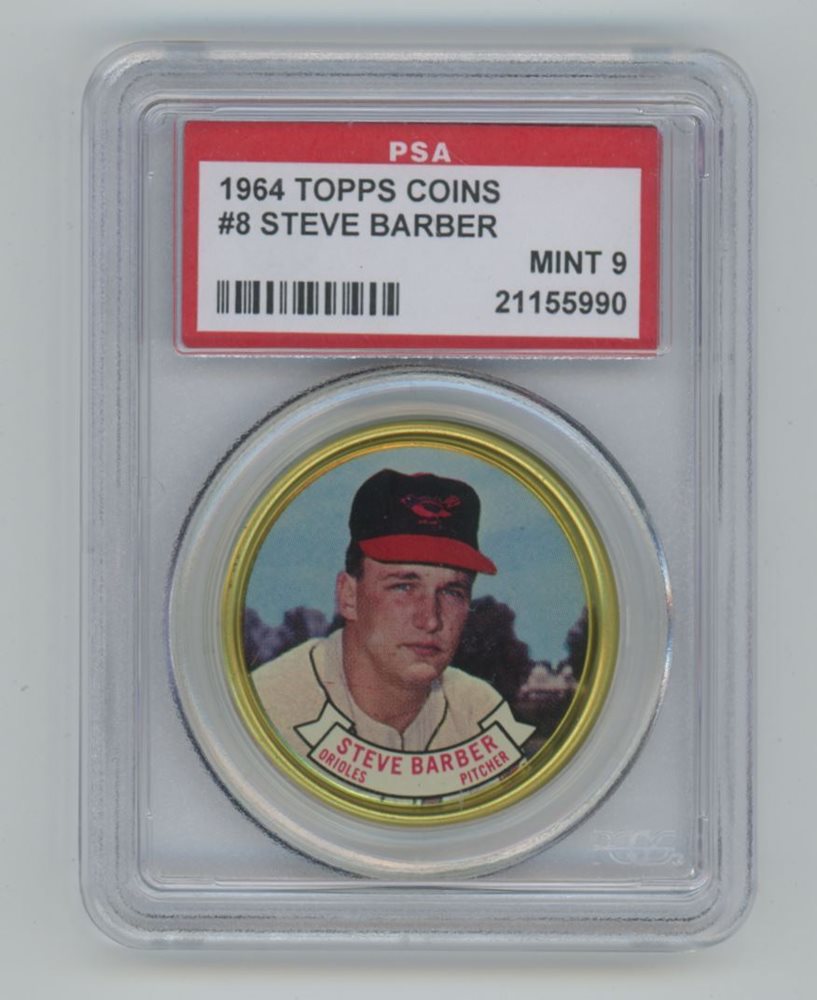 PSA
1964 TOPPS COINS
#8 STEVE BARBER
MINT 9
21155990
STEVE BARBER
ORIOLES PITCHER